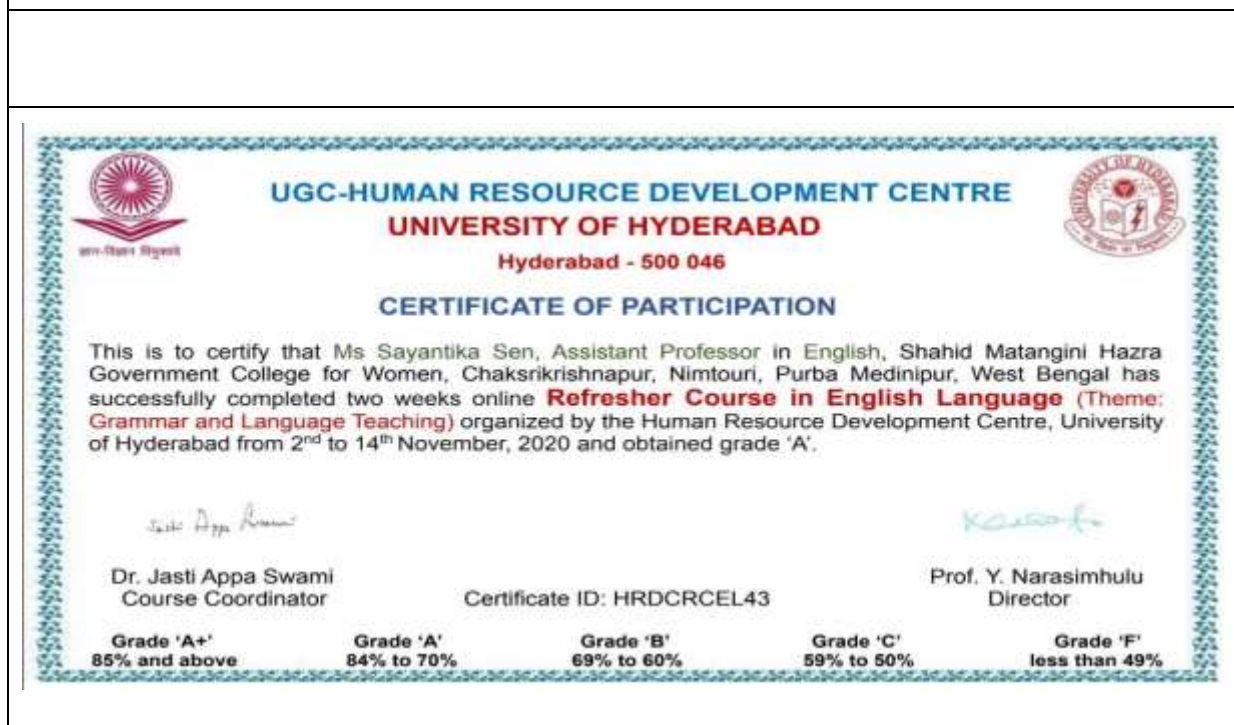 UGC-HUMAN RESOURCE DEVELOPMENT CENTRE
UNIVERSITY OF HYDERABAD
Hyderabad - 500 046
ज्ञान-विज्ञान विमुक्तये
UNIVERSITY OF HYDERABAD
CERTIFICATE OF PARTICIPATION
This is to certify that Ms Sayantika Sen, Assistant Professor in English, Shahid Matangini Hazra
Government College for Women, Chaksrikrishnapur, Nimtouri, Purba Medinipur, West Bengal has
successfully completed two weeks online Refresher Course in English Language (Theme:
Grammar and Language Teaching) organized by the Human Resource Development Centre, University
of Hyderabad from 2nd to 14th November, 2020 and obtained grade ‘A’.
Dr. Jasti Appa Swami
Course Coordinator
Certificate ID: HRDCRCEL43
Prof. Y. Narasimhulu
Director
Grade ‘A+’ Grade ‘A’ Grade ‘B’ Grade ‘C’ Grade ‘F’
85% and above 84% to 70% 69% to 60% 59% to 50% less than 49%